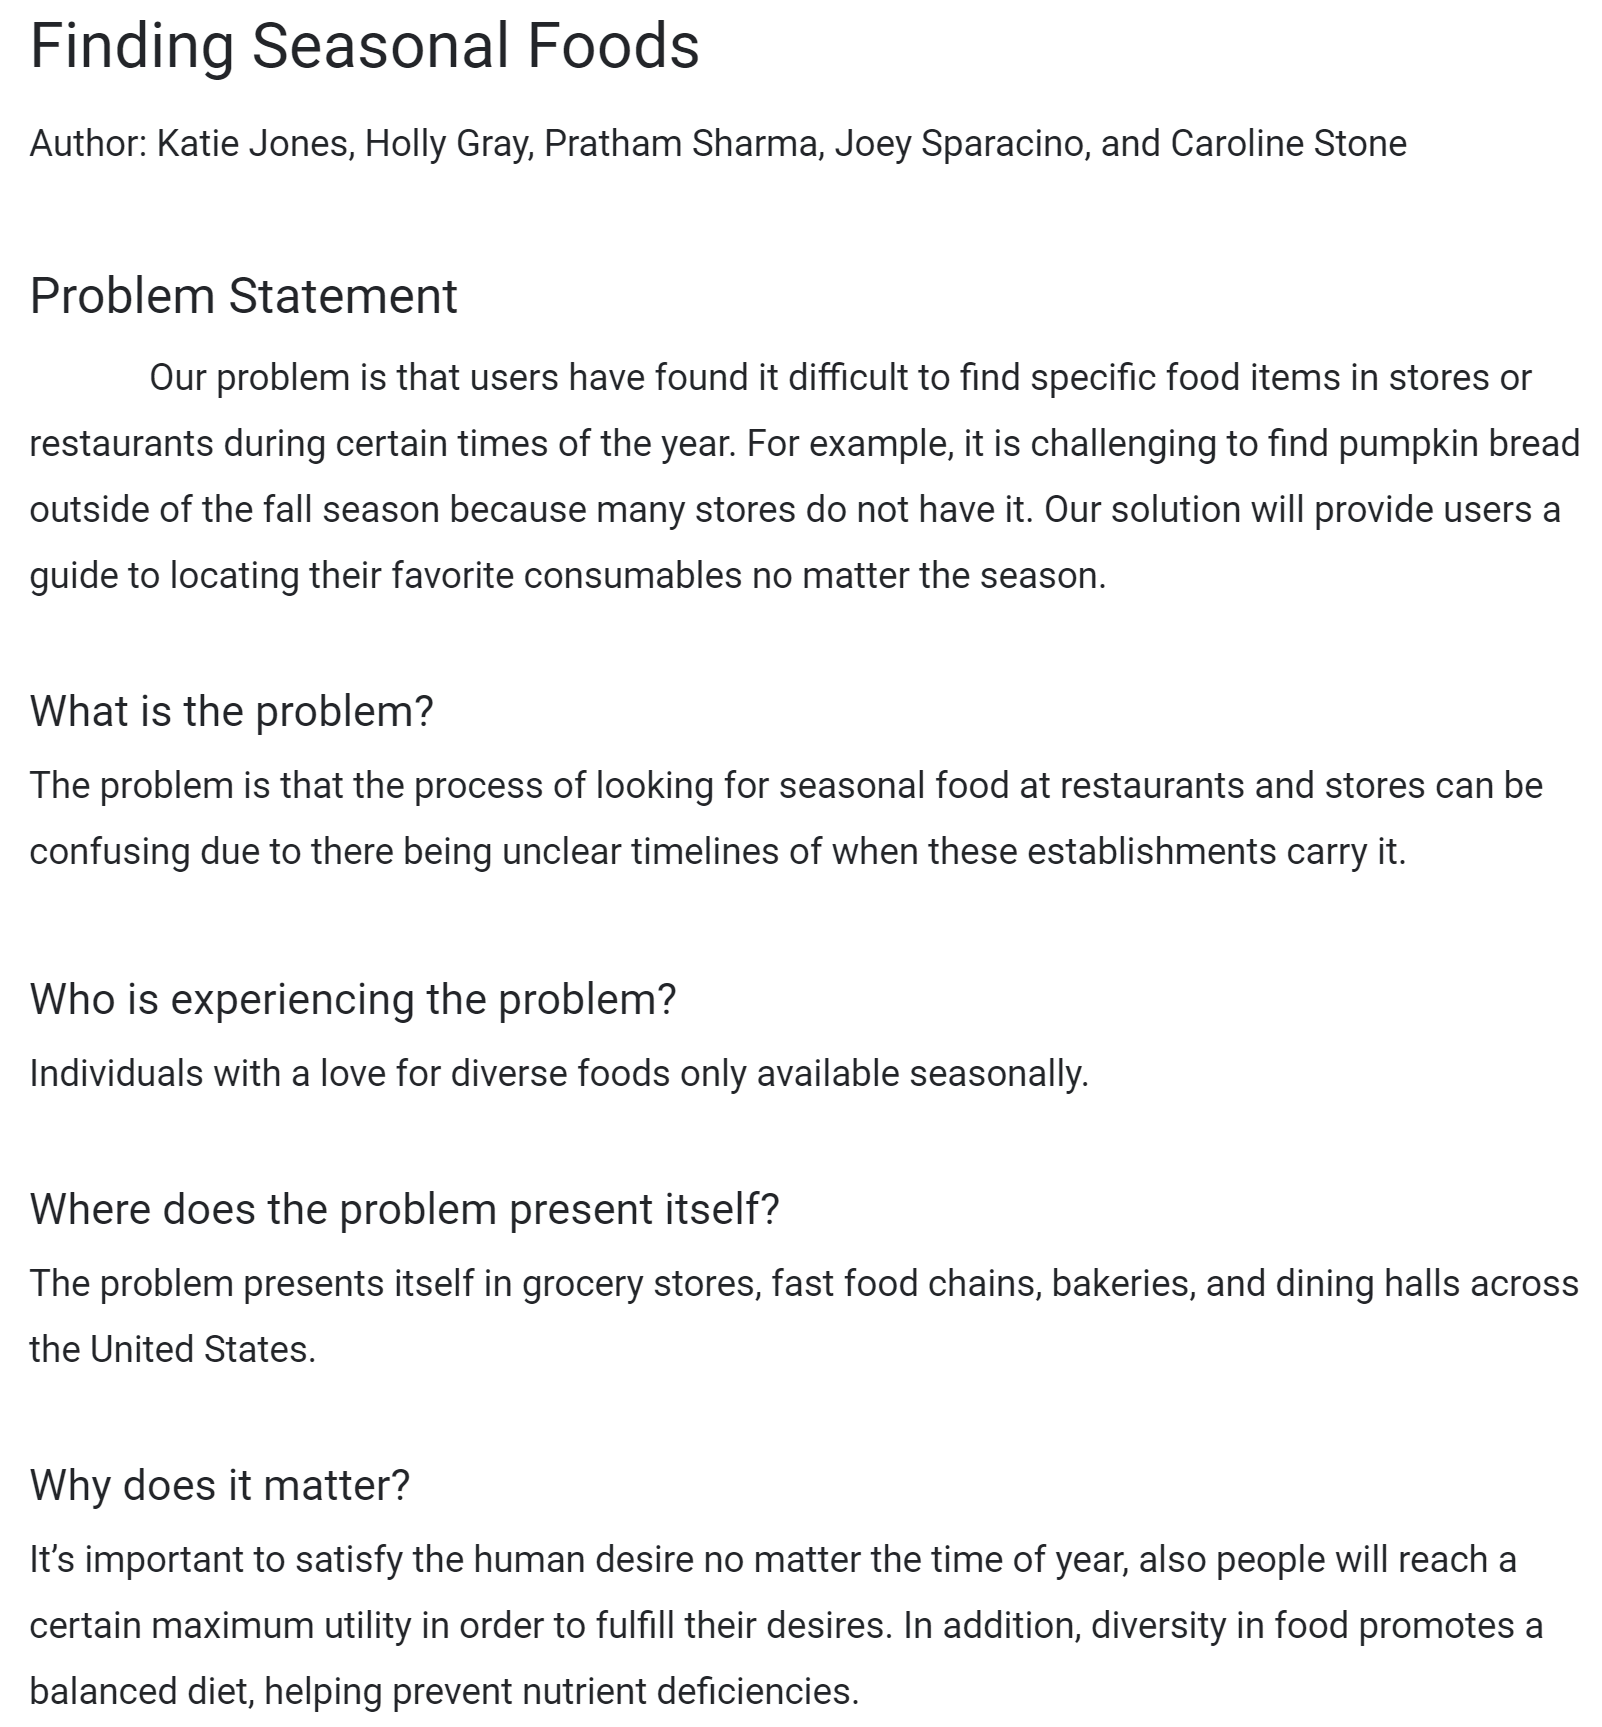 Finding Seasonal Foods
Author: Katie Jones, Holly Gray, Pratham Sharma, Joey Sparacino, and Caroline Stone
Problem Statement
Our problem is that users have found it difficult to find specific food items in stores or
restaurants during certain times of the year. For example, it is challenging to find pumpkin bread
outside of the fall season because many stores do not have it. Our solution will provide users a
guide to locating their favorite consumables no matter the season.
What is the problem?
The problem is that the process of looking for seasonal food at restaurants and stores can be
confusing due to there being unclear timelines of when these establishments carry it.
Who is experiencing the problem?
Individuals with a love for diverse foods only available seasonally.
Where does the problem present itself?
The problem presents itself in grocery stores, fast food chains, bakeries, and dining halls across
the United States.
Why does it matter?
It’s important to satisfy the human desire no matter the time of year, also people will reach a
certain maximum utility in order to fulfill their desires. In addition, diversity in food promotes a
balanced diet, helping prevent nutrient deficiencies.